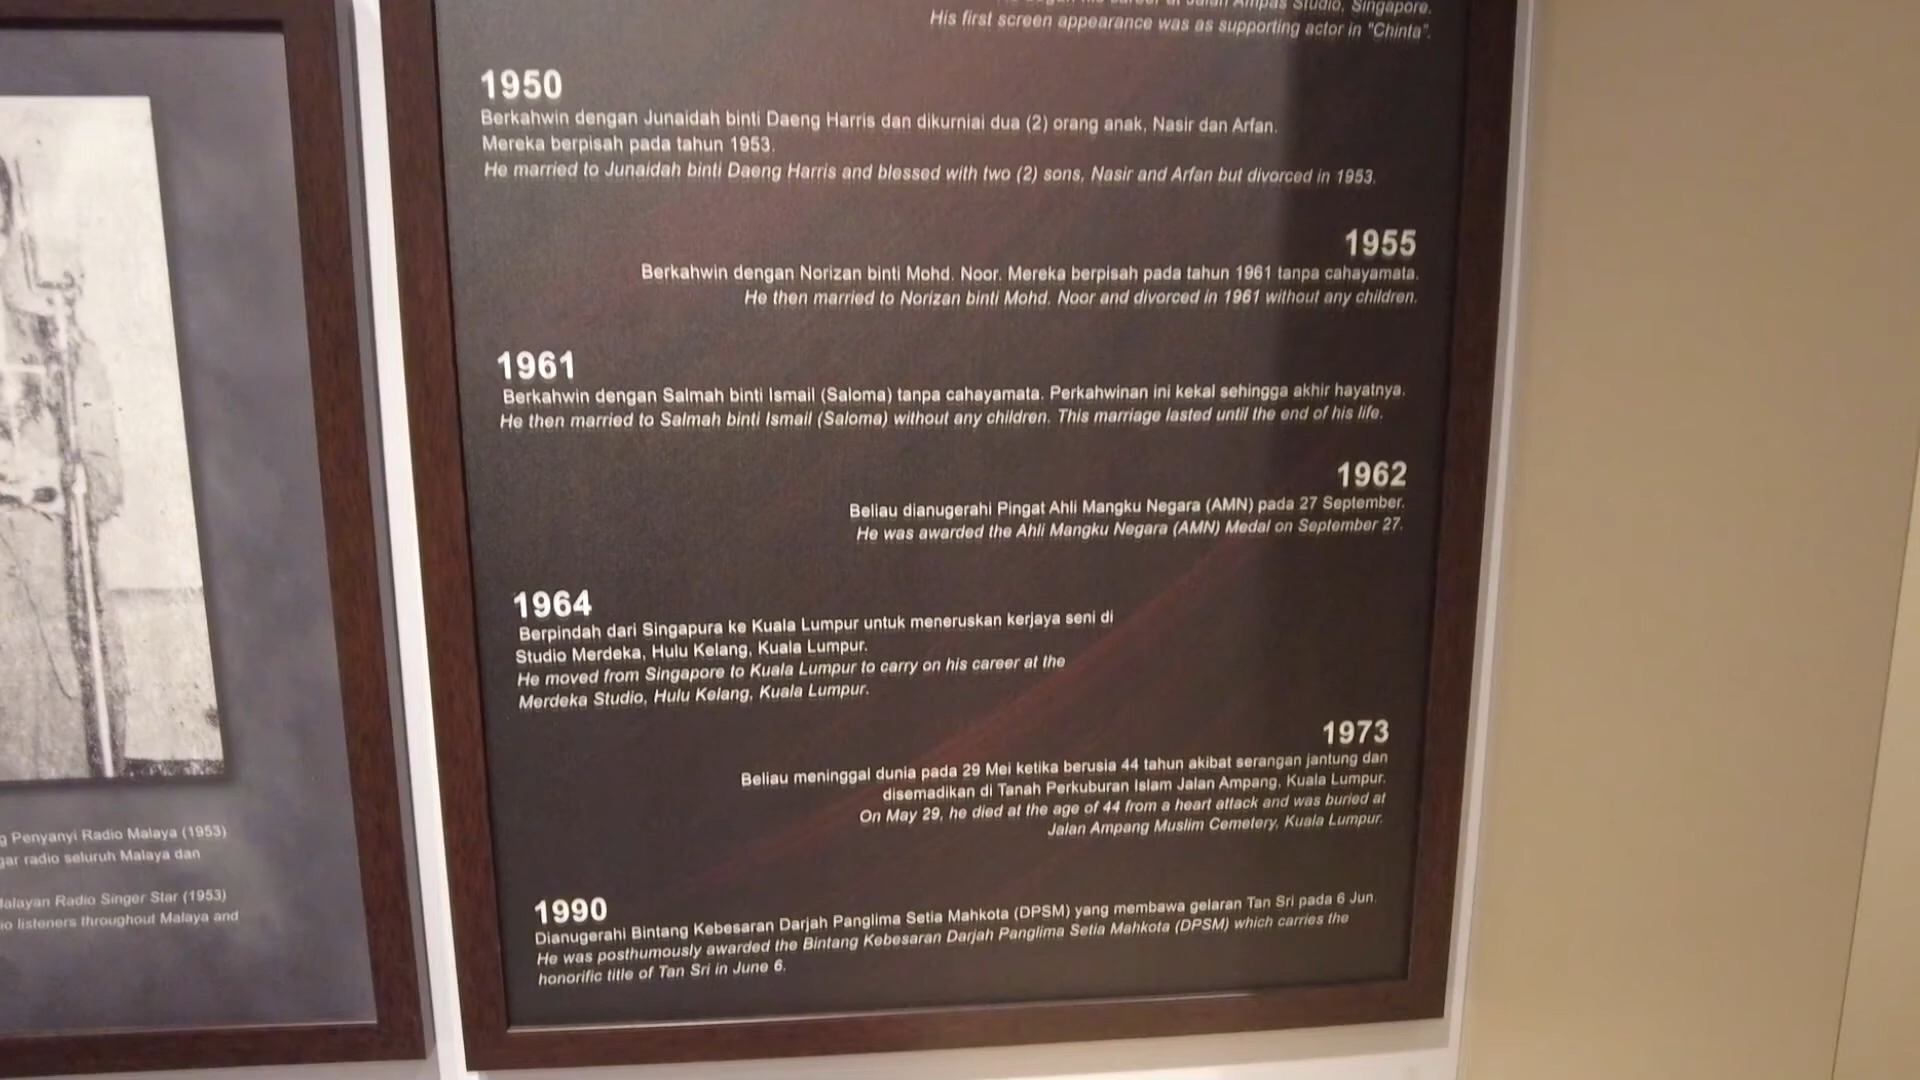 Jalan Ampas Studio, Singapore.
His first screen appearance was as supporting actor in "Chinta".
1950
Berkahwin dengan Junaidah binti Daeng Harris dan dikurniai dua (2) orang anak, Nasir dan Arfan.
Mereka berpisah pada tahun 1953.
He married to Junaidah binti Daeng Harris and blessed with two (2) sons, Nasir and Arfan but divorced in 1953.
1955
Berkahwin dengan Norizan binti Mohd. Noor. Mereka berpisah pada tahun 1961 tanpa cahayamata.
He then married to Norizan binti Mohd. Noor and divorced in 1961 without any children.
1961
Berkahwin dengan Salmah binti Ismail (Saloma) tanpa cahayamata. Perkahwinan ini kekal sehingga akhir hayatnya.
He then married to Salmah binti Ismail (Saloma) without any children. This marriage lasted until the end of his life.
1962
Beliau dianugerahi Pingat Ahli Mangku Negara (AMN) pada 27 September.
He was awarded the Ahli Mangku Negara (AMN) Medal on September 27.
1964
Berpindah dari Singapura ke Kuala Lumpur untuk meneruskan kerjaya seni di
Studio Merdeka, Hulu Kelang, Kuala Lumpur.
He moved from Singapore to Kuala Lumpur to carry on his career at the
Merdeka Studio, Hulu Kelang, Kuala Lumpur.
1973
Beliau meninggal dunia pada 29 Mei ketika berusia 44 tahun akibat serangan jantung dan
disemadikan di Tanah Perkuburan Islam Jalan Ampang, Kuala Lumpur.
On May 29, he died at the age of 44 from a heart attack and was buried at
Jalan Ampang Muslim Cemetery, Kuala Lumpur.
1990
Dianugerahi Bintang Kebesaran Darjah Panglima Setia Mahkota (DPSM) yang membawa gelaran Tan Sri pada 6 Jun.
He was posthumously awarded the Bintang Kebesaran Darjah Panglima Setia Mahkota (DPSM) which carries the
honorific title of Tan Sri in June 6.
Penyanyi Radio Malaya (1953)
radio seluruh Malaya dan
Radio Singer Star (1953)
listeners throughout Malaya and